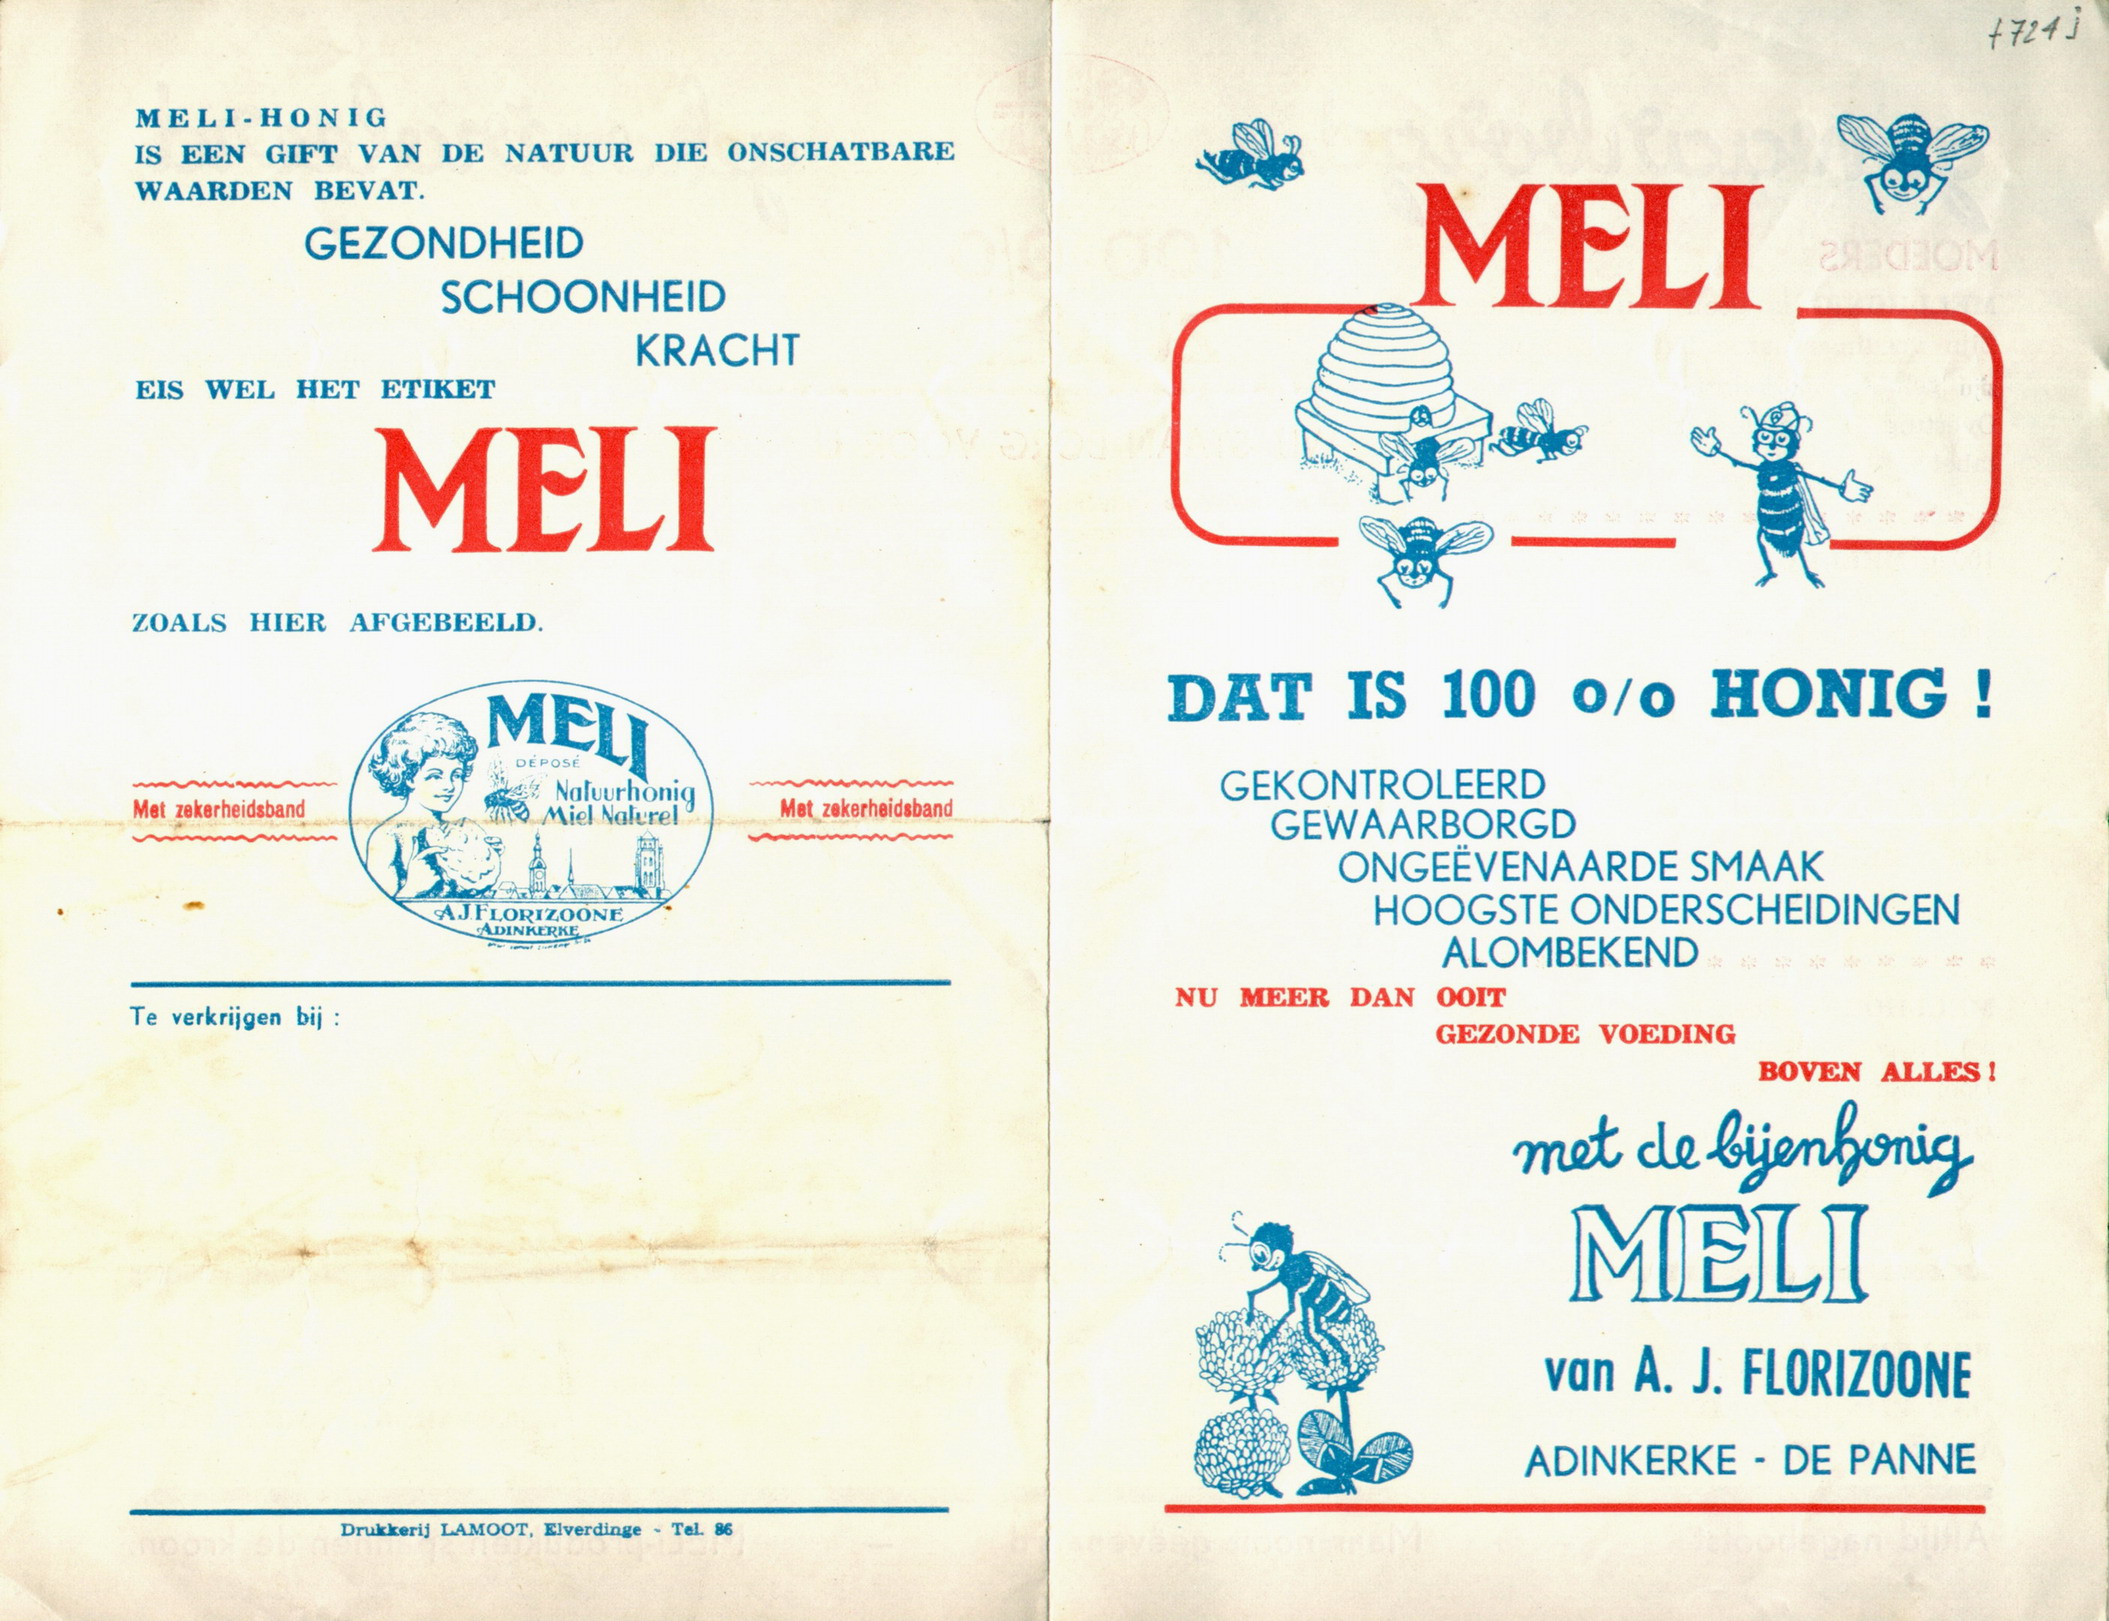 MELI-HONIG
IS EEN GIFT VAN DE NATUUR DIE ONSCHATBARE
WAARDEN BEVAT.
GEZONDHEID
SCHOONHEID
KRACHT
EIS WEL HET ETIKET
MELI
ZOALS HIER AFGEBEELD.
Met zekerheidsband
MELI
DÉPOSÉ
Natuurhonig
Miel Naturel
A.J.FLORIZOONE
ADINKERKE
Met zekerheidsband
Te verkrijgen bij :
Drukkerij LAMOOT, Elverdinge - Tel. 86
7724 j
MELI
DAT IS 100 o/o HONIG !
GEKONTROLEERD
GEWAARBORGD
ONGEËVENAARDE SMAAK
HOOGSTE ONDERSCHEIDINGEN
ALOMBEKEND
NU MEER DAN OOIT
GEZONDE VOEDING
BOVEN ALLES !
met de bijenhonig
MELI
van A. J. FLORIZOONE
ADINKERKE - DE PANNE